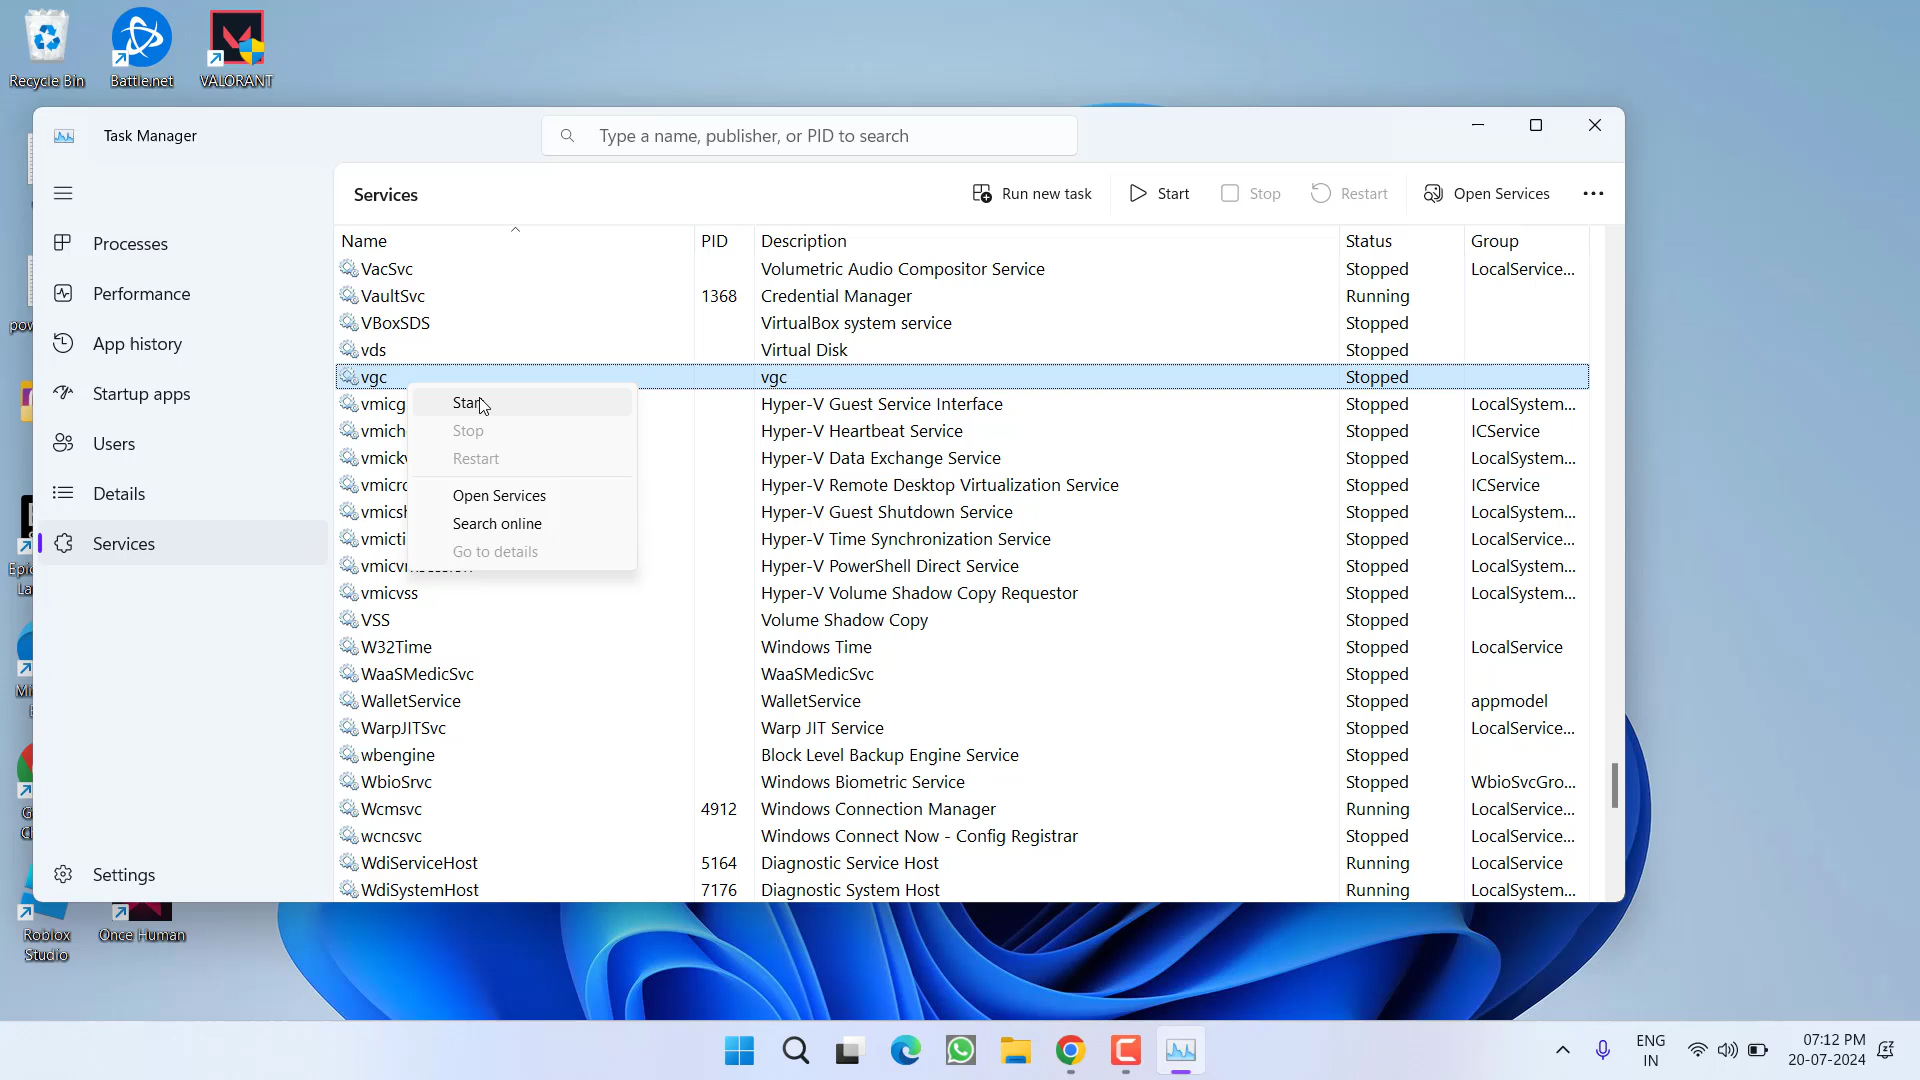 Recycle Bin
Battle.net
VALORANT
Task Manager
Type a name, publisher, or PID to search
Services
Run new task
Start
Stop
Restart
Open Services
Processes
Performance
App history
Startup apps
Users
Details
Services
Settings
Name PID Description Status Group
VacSvc Volumetric Audio Compositor Service Stopped LocalService...
VaultSvc 1368 Credential Manager Running
VBoxSDS VirtualBox system service Stopped
vds Virtual Disk Stopped
vgc vgc Stopped
vmicg Hyper-V Guest Service Interface Stopped LocalSystem...
vmich Hyper-V Heartbeat Service Stopped ICService
vmick Hyper-V Data Exchange Service Stopped LocalSystem...
vmicr Hyper-V Remote Desktop Virtualization Service Stopped ICService
vmics Hyper-V Guest Shutdown Service Stopped LocalSystem...
vmicti Hyper-V Time Synchronization Service Stopped LocalService...
Hyper-V PowerShell Direct Service Stopped LocalSystem...
vmicvss Hyper-V Volume Shadow Copy Requestor Stopped LocalSystem...
VSS Volume Shadow Copy Stopped
W32Time Windows Time Stopped LocalService
WaaSMedicSvc WaaSMedicSvc Stopped
WalletService WalletService Stopped appmodel
WarpJITSvc Warp JIT Service Stopped LocalService...
wbengine Block Level Backup Engine Service Stopped
WbioSrvc Windows Biometric Service Stopped WbioSvcGro...
Wcmsvc 4912 Windows Connection Manager Running LocalService...
wcncsvc Windows Connect Now - Config Registrar Stopped LocalService...
WdiServiceHost 5164 Diagnostic Service Host Running LocalService
WdiSystemHost 7176 Diagnostic System Host Running LocalSystem...
Start
Stop
Restart
Open Services
Search online
Go to details
pow
Epic
La
Mi
G
C
Roblox
Studio
Once Human
ENG
IN
07:12 PM
20-07-2024